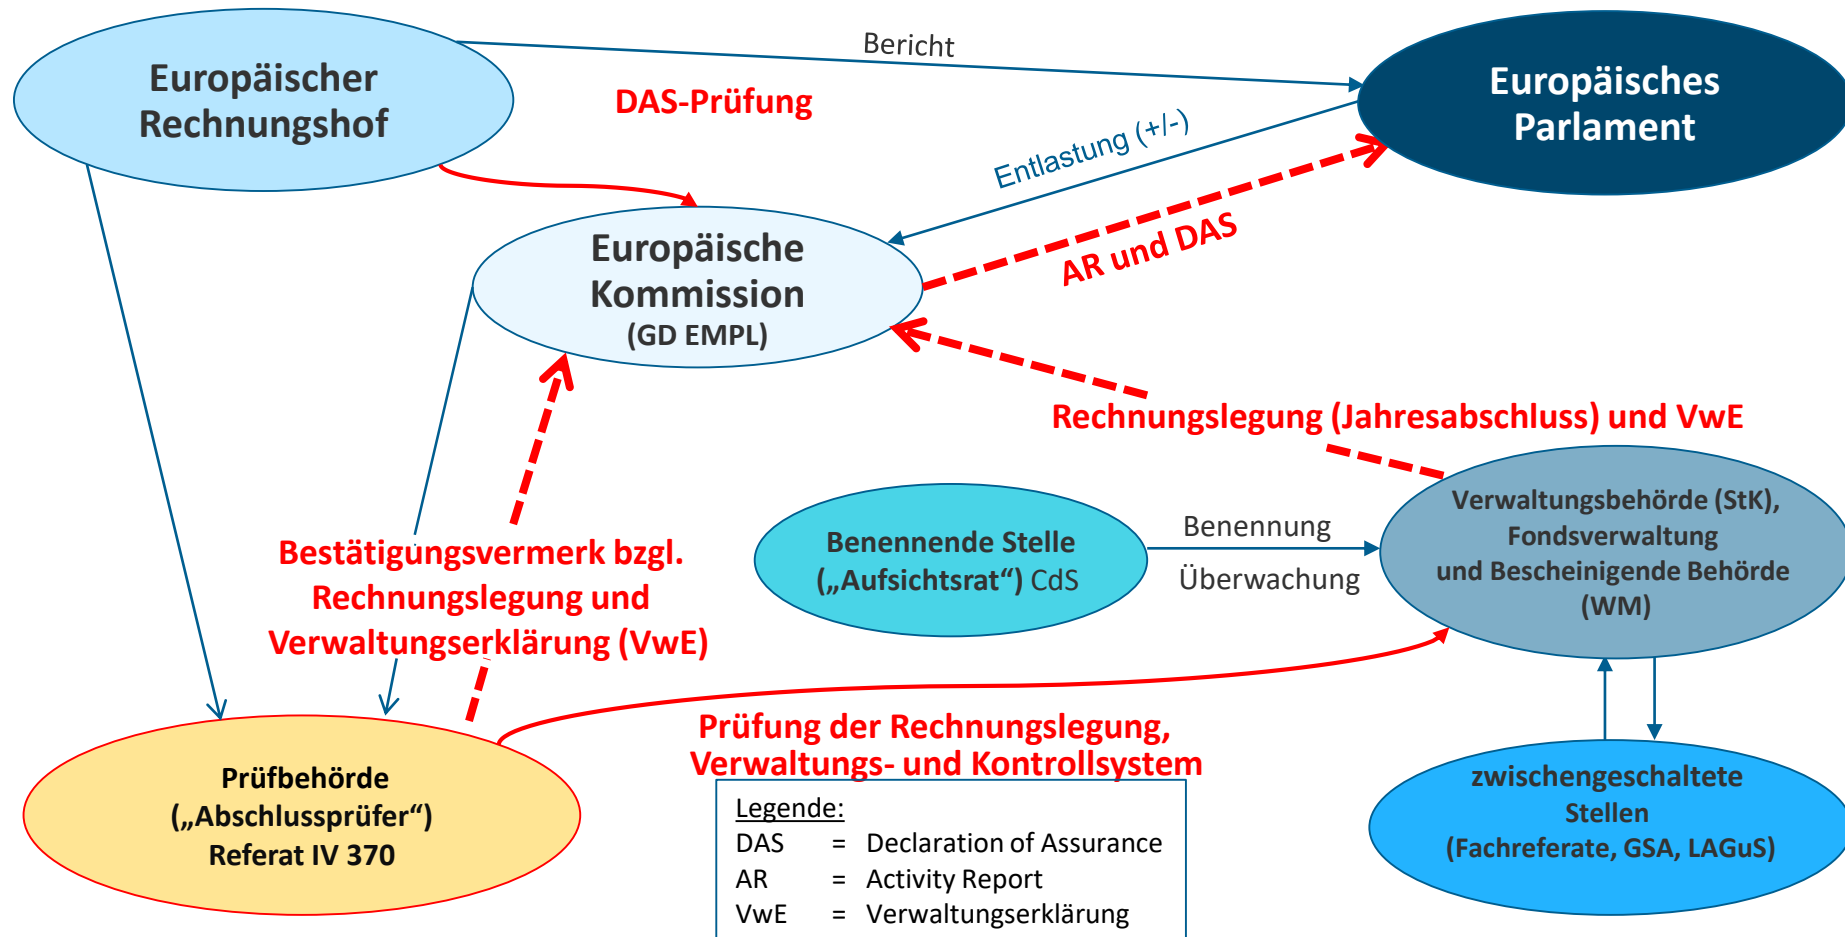 Europäischer
Rechnungshof
Bericht
Europäisches
Parlament
DAS-Prüfung
Entlastung (+/-)
AR und DAS
Europäische
Kommission
(GD EMPL)
Rechnungslegung (Jahresabschluss) und VwE
Bestätigungsvermerk bzgl.
Rechnungslegung und
Verwaltungserklärung (VwE)
Benennende Stelle
(„Aufsichtsrat“) CdS
Benennung
Überwachung
Verwaltungsbehörde (StK),
Fondsverwaltung
und Bescheinigende Behörde
(WM)
Prüfung der Rechnungslegung,
Verwaltungs- und Kontrollsystem
Prüfbehörde
(„Abschlussprüfer“)
Referat IV 370
zwischengeschaltete
Stellen
(Fachreferate, GSA, LAGuS)
Legende:
DAS = Declaration of Assurance
AR = Activity Report
VwE = Verwaltungserklärung